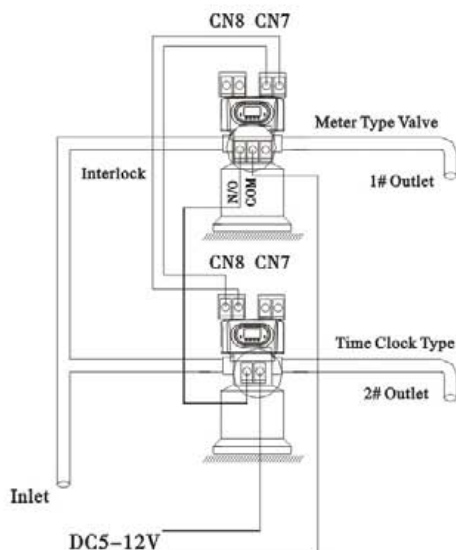 CN8 CN7
Meter Type Valve
Interlock
N/O
COM
1# Outlet
CN8 CN7
Time Clock Type
2# Outlet
Inlet
DC5-12V